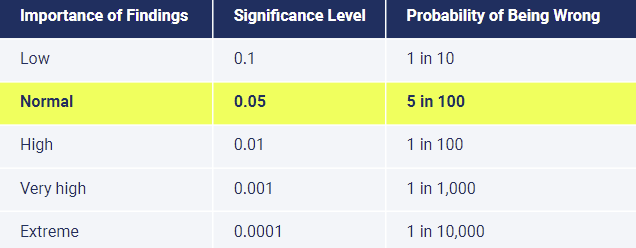 Importance of Findings Significance Level Probability of Being Wrong
Low 0.1 1 in 10
Normal 0.05 5 in 100
High 0.01 1 in 100
Very high 0.001 1 in 1,000
Extreme 0.0001 1 in 10,000